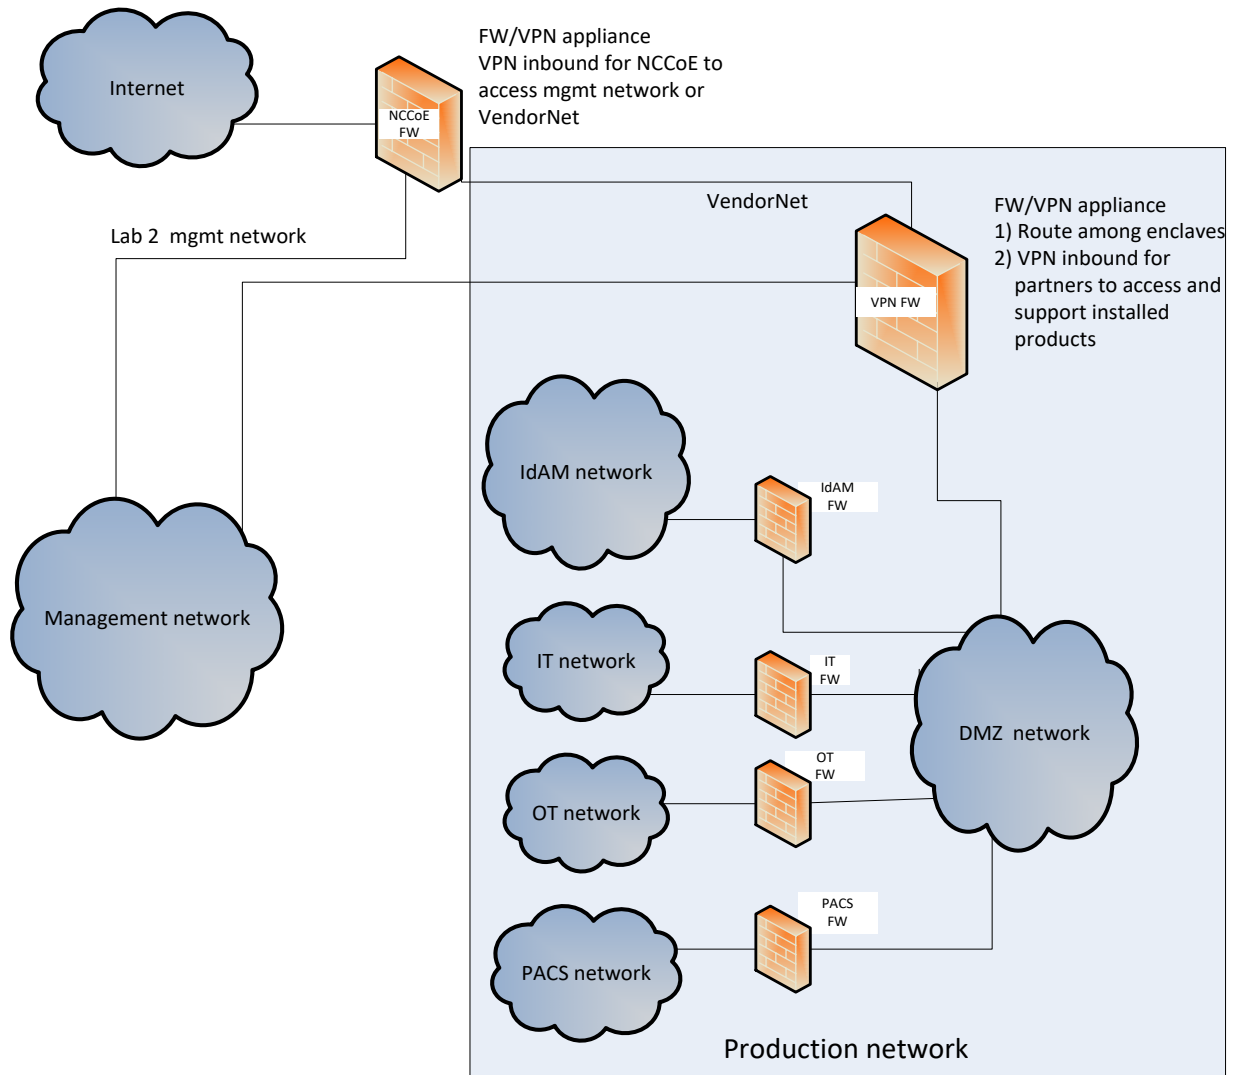 Internet
FW/VPN appliance
VPN inbound for NCCoE to
access mgmt network or
VendorNet
NCCoE
FW
VendorNet
Lab 2  mgmt network
FW/VPN appliance
1) Route among enclaves
2) VPN inbound for
partners to access and
support installed
products
VPN FW
IdAM network
IdAM
FW
Management network
IT network
IT
FW
DMZ  network
OT network
OT
FW
PACS network
PACS
FW
Production network